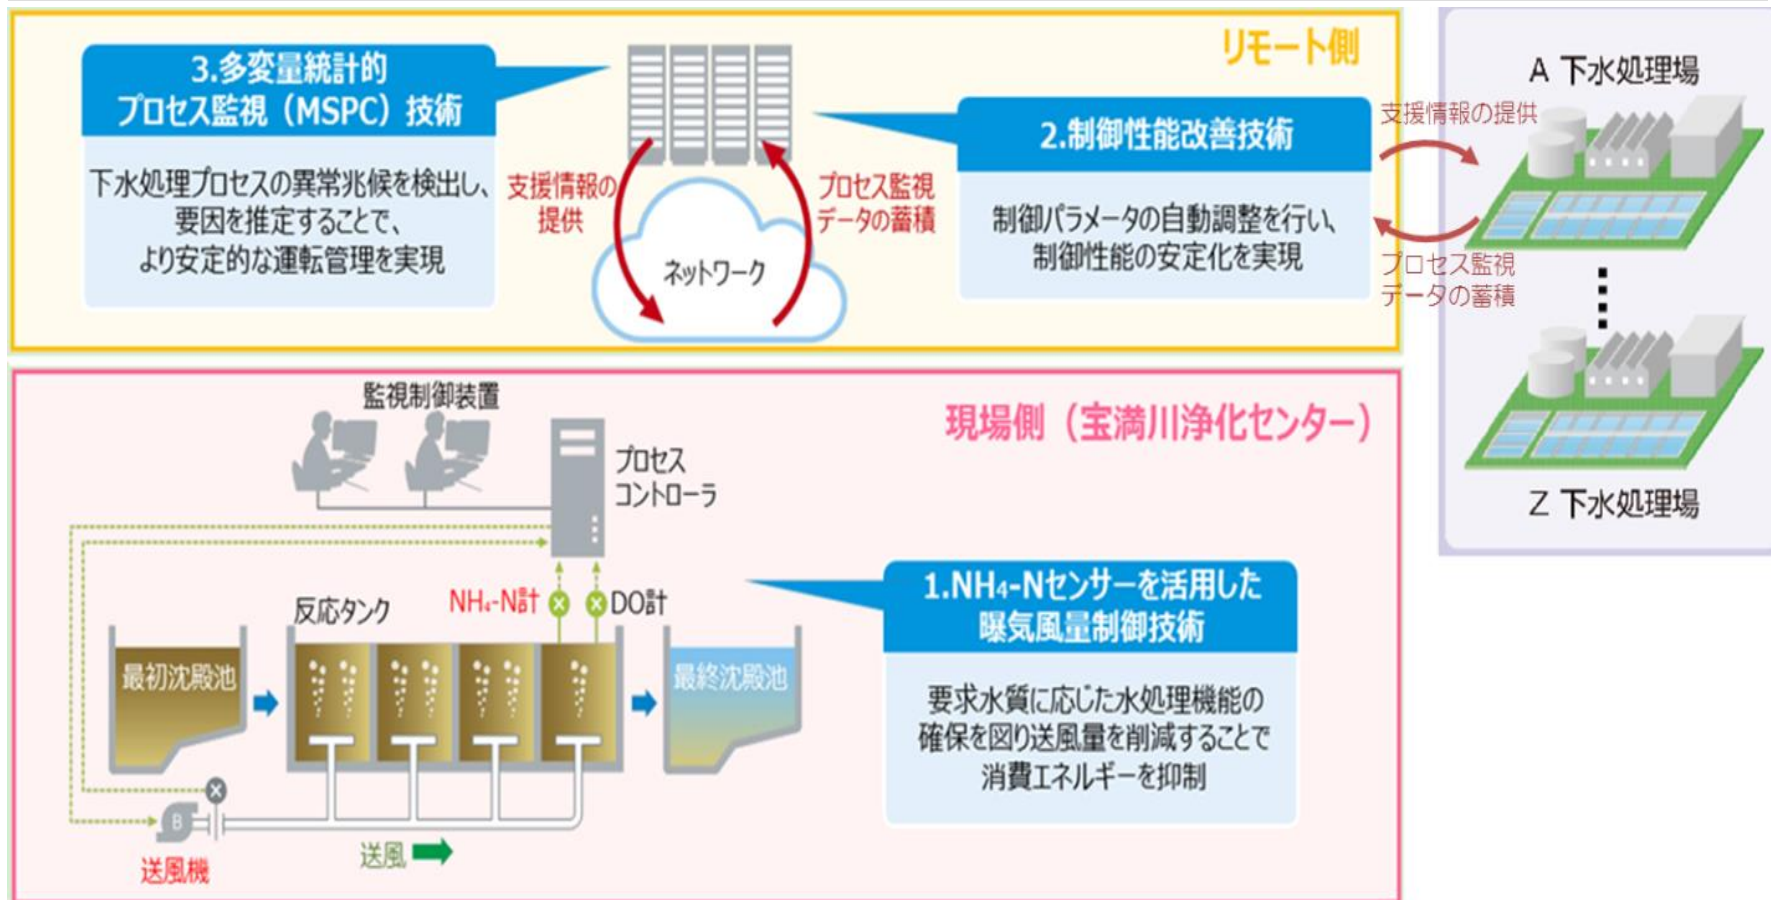 リモート側
3.多変量統計的
プロセス監視（MSPC）技術
下水処理プロセスの異常兆候を検出し、
要因を推定することで、
より安定的な運転管理を実現
支援情報の
提供
プロセス監視
データの蓄積
ネットワーク
2.制御性能改善技術
制御パラメータの自動調整を行い、
制御性能の安定化を実現
A 下水処理場
支援情報の提供
プロセス監視
データの蓄積
Z 下水処理場
現場側（宝満川浄化センター）
監視制御装置
プロセス
コントローラ
反応タンク
NH₄-N計
DO計
最初沈殿池
最終沈殿池
B
送風機
送風
1.NH₄-Nセンサーを活用した
曝気風量制御技術
要求水質に応じた水処理機能の
確保を図り送風量を削減することで
消費エネルギーを抑制